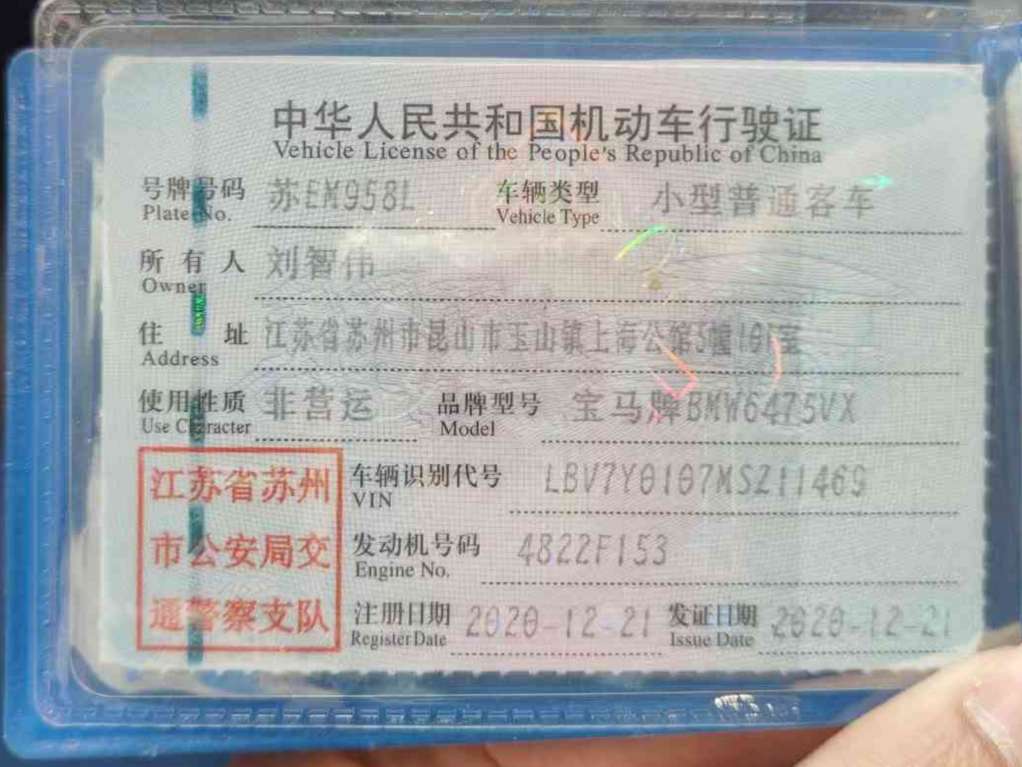 中华人民共和国机动车行驶证
Vehicle License of the People's Republic of China
号牌号码 苏EM958L 车辆类型 小型普通客车
Plate No. Vehicle Type
所有人 刘智伟
Owner
住址 江苏省苏州市昆山市玉山镇上海公馆5幢101室
Address
使用性质 非营运 品牌型号 宝马牌BMW6475VX
Use Character Model
江苏省苏州 车辆识别代号 LBV7Y0107MSZ11469
VIN
市公安局交 发动机号码 4822F153
Engine No.
通警察支队 注册日期 2020-12-21 发证日期 2020-12-21
Register Date Issue Date